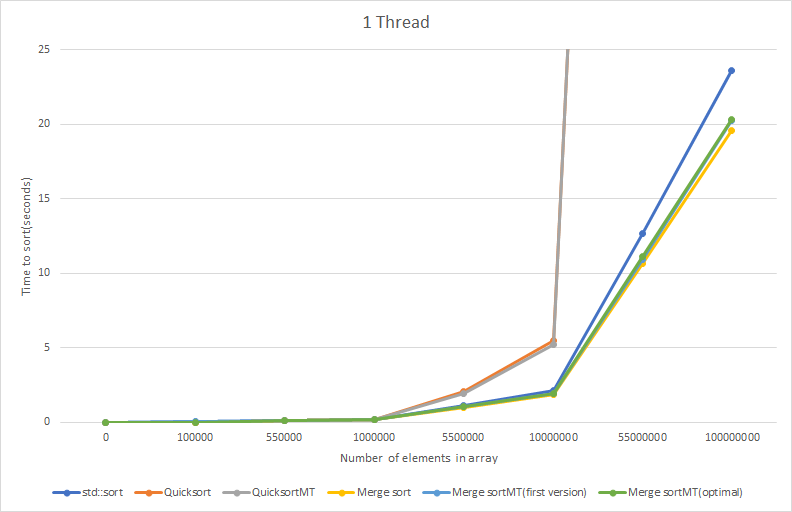 1 Thread
25
20
15
10
5
0
Time to sort(seconds)
0 100000 550000 1000000 5500000 10000000 55000000 100000000
Number of elements in array
std::sort Quicksort QuicksortMT Merge sort Merge sortMT(first version) Merge sortMT(optimal)